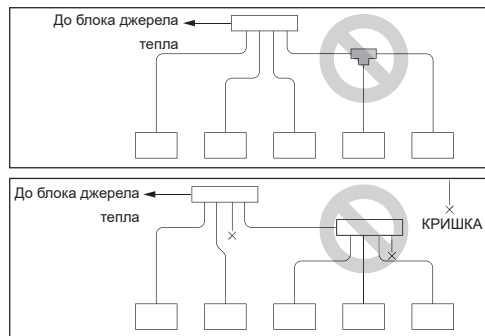 До блока джерела
тепла
До блока джерела
тепла
КРИШКА